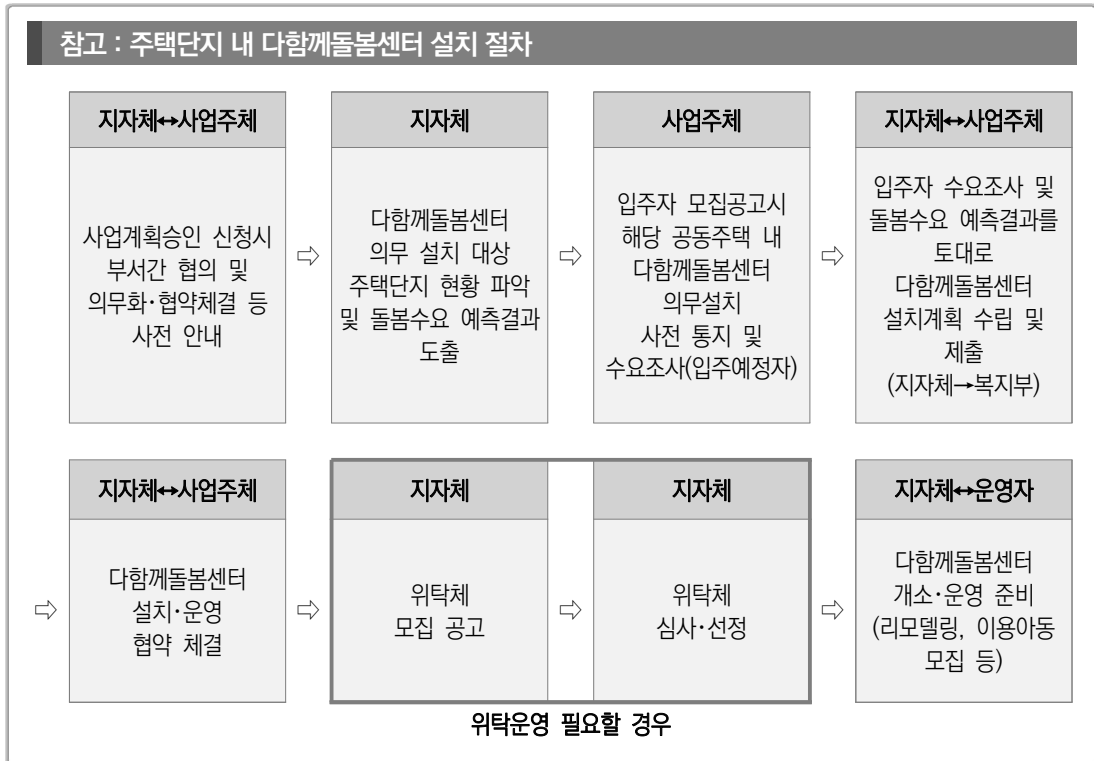 참고 : 주택단지 내 다함께돌봄센터 설치 절차
지자체↔사업주체
사업계획승인 신청시
부서간 협의 및
의무화·협약체결 등
사전 안내
⇨
지자체
다함께돌봄센터
의무 설치 대상
주택단지 현황 파악
및 돌봄수요 예측결과
도출
⇨
사업주체
입주자 모집공고시
해당 공동주택 내
다함께돌봄센터
의무설치
사전 통지 및
수요조사(입주예정자)
⇨
지자체↔사업주체
입주자 수요조사 및
돌봄수요 예측결과를
토대로
다함께돌봄센터
설치계획 수립 및
제출
(지자체→복지부)
⇨
지자체↔사업주체
다함께돌봄센터
설치·운영
협약 체결
⇨
지자체
위탁체
모집 공고
⇨
지자체
위탁체
심사·선정
⇨
지자체↔운영자
다함께돌봄센터
개소·운영 준비
(리모델링, 이용아동
모집 등)
위탁운영 필요할 경우